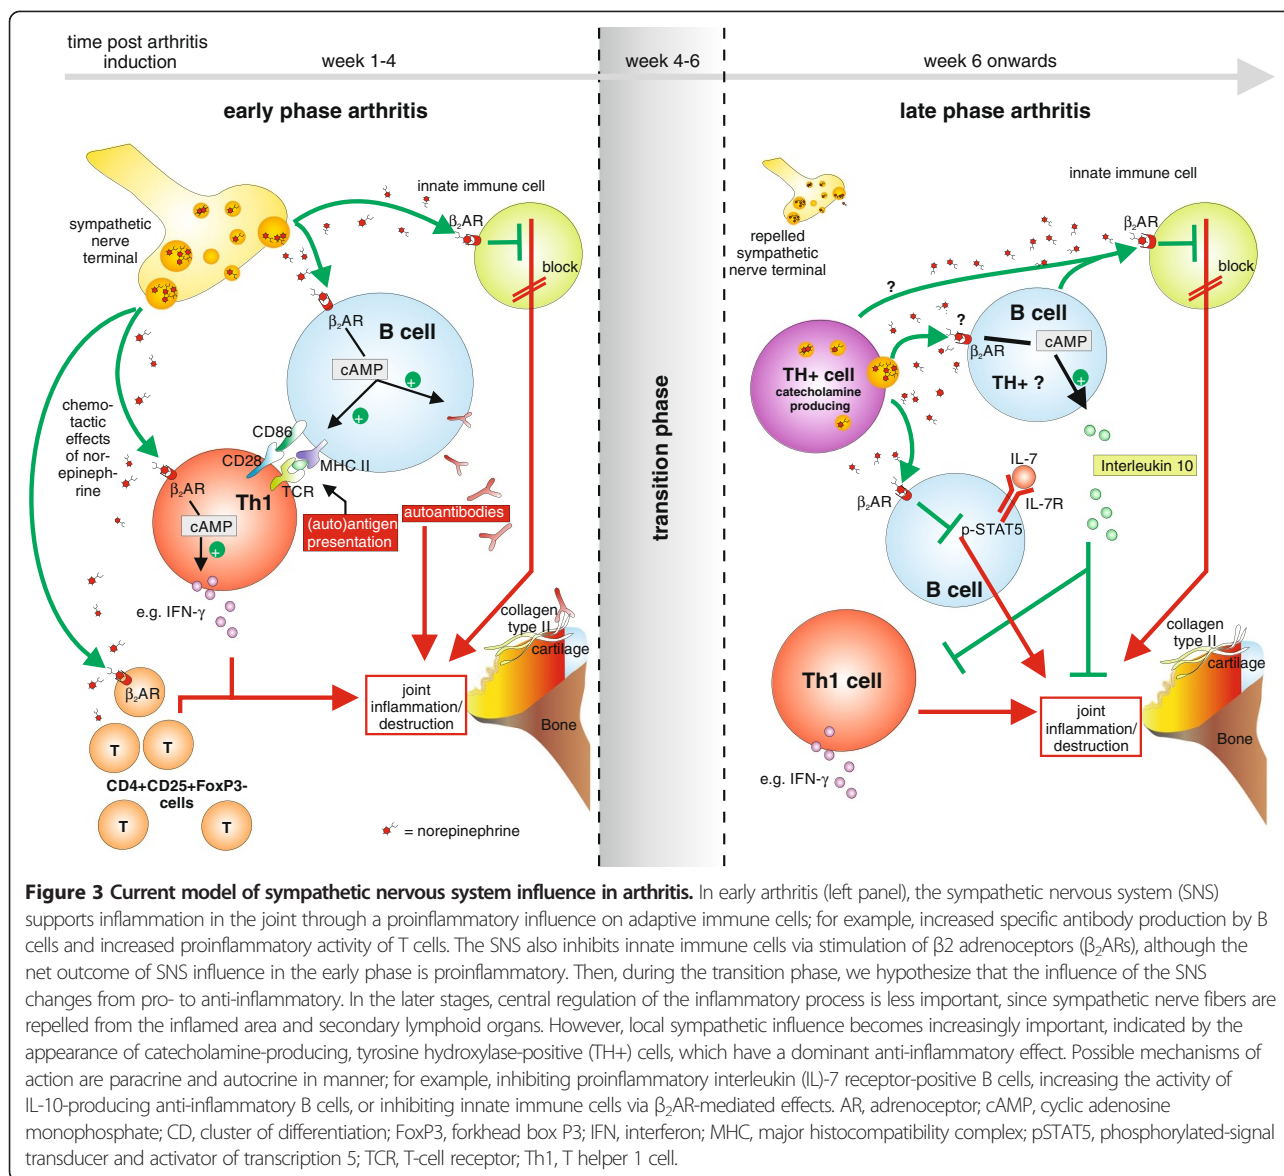 time post arthritis
induction
week 1-4
week 4-6
week 6 onwards
early phase arthritis
late phase arthritis
transition phase
sympathetic
nerve
terminal
innate immune cell
β₂AR
block
β₂AR
B cell
cAMP
+
+
chemo-
tactic
effects
of nor-
epineph-
rine
CD86
CD28
MHC II
TCR
β₂AR
Th1
cAMP
+
(auto)antigen
presentation
autoantibodies
e.g. IFN-γ
collagen
type II
cartilage
β₂AR
joint
inflammation/
destruction
Bone
T
T
CD4+CD25+FoxP3-
cells
T
T
= norepinephrine
repelled
sympathetic
nerve terminal
innate immune cell
β₂AR
block
?
?
B cell
cAMP
β₂AR
TH+ ?
+
TH+ cell
catecholamine
producing
IL-7
Interleukin 10
β₂AR
IL-7R
p-STAT5
B cell
collagen
type II
cartilage
Th1 cell
joint
inflammation/
destruction
Bone
e.g. IFN-γ
Figure 3 Current model of sympathetic nervous system influence in arthritis. In early arthritis (left panel), the sympathetic nervous system (SNS)
supports inflammation in the joint through a proinflammatory influence on adaptive immune cells; for example, increased specific antibody production by B
cells and increased proinflammatory activity of T cells. The SNS also inhibits innate immune cells via stimulation of β2 adrenoceptors (β₂ARs), although the
net outcome of SNS influence in the early phase is proinflammatory. Then, during the transition phase, we hypothesize that the influence of the SNS
changes from pro- to anti-inflammatory. In the later stages, central regulation of the inflammatory process is less important, since sympathetic nerve fibers are
repelled from the inflamed area and secondary lymphoid organs. However, local sympathetic influence becomes increasingly important, indicated by the
appearance of catecholamine-producing, tyrosine hydroxylase-positive (TH+) cells, which have a dominant anti-inflammatory effect. Possible mechanisms of
action are paracrine and autocrine in manner; for example, inhibiting proinflammatory interleukin (IL)-7 receptor-positive B cells, increasing the activity of
IL-10-producing anti-inflammatory B cells, or inhibiting innate immune cells via β₂AR-mediated effects. AR, adrenoceptor; cAMP, cyclic adenosine
monophosphate; CD, cluster of differentiation; FoxP3, forkhead box P3; IFN, interferon; MHC, major histocompatibility complex; pSTAT5, phosphorylated-signal
transducer and activator of transcription 5; TCR, T-cell receptor; Th1, T helper 1 cell.